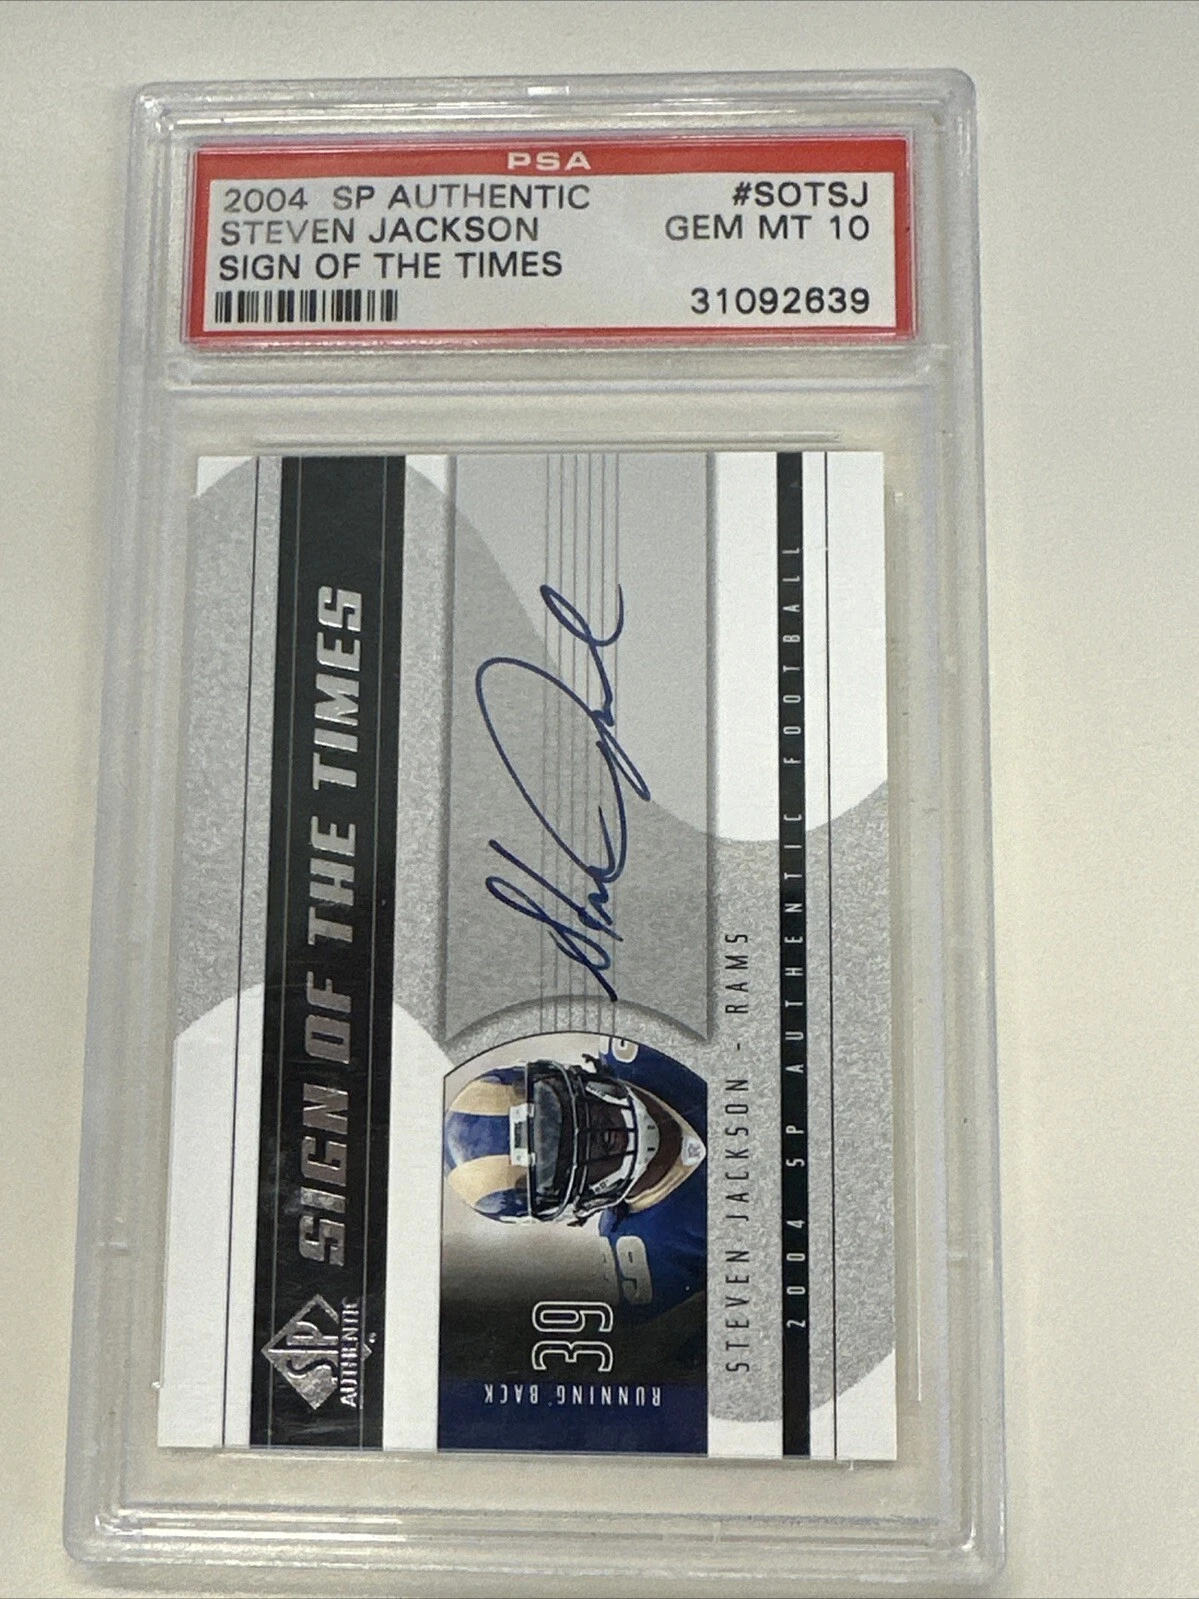 PSA
2004 SP AUTHENTIC #SOTSJ
STEVEN JACKSON GEM MT 10
SIGN OF THE TIMES
31092639
SP
AUTHENTIC
SIGN OF THE TIMES
39
RUNNING BACK
STEVEN JACKSON - RAMS
2004 SP AUTHENTIC FOOTBALL